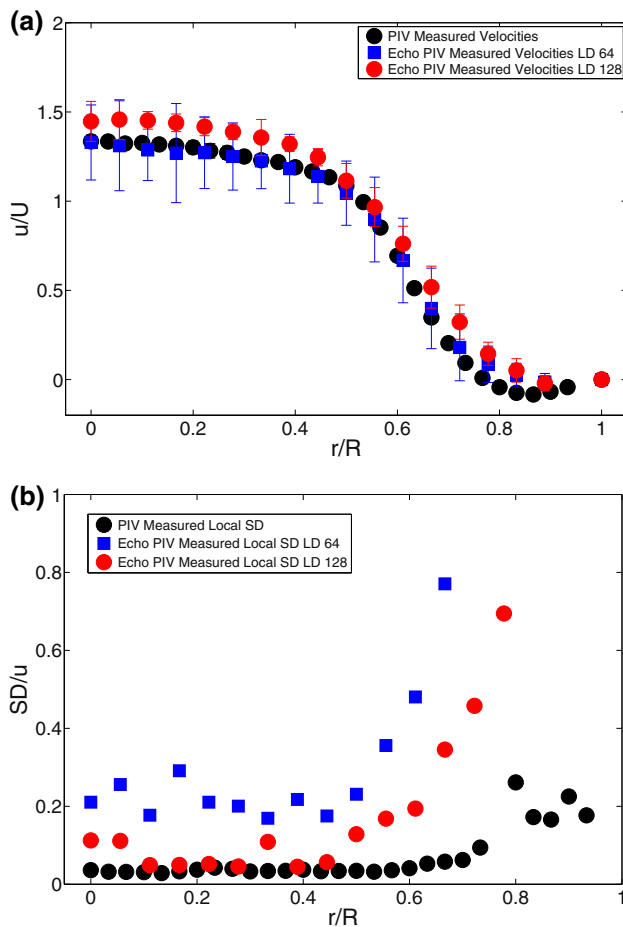 (a)
PIV Measured Velocities
Echo PIV Measured Velocities LD 64
Echo PIV Measured Velocities LD 128
2
1.5
1
0.5
0
u/U
0 0.2 0.4 0.6 0.8 1
r/R
(b)
PIV Measured Local SD
Echo PIV Measured Local SD LD 64
Echo PIV Measured Local SD LD 128
1
0.8
0.6
0.4
0.2
0
SD/u
0 0.2 0.4 0.6 0.8 1
r/R